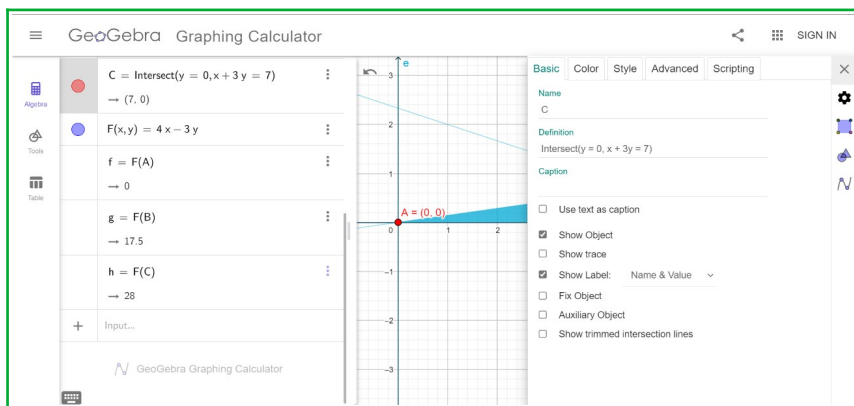 GeoGebra Graphing Calculator
SIGN IN
Algebra
Tools
Table
C = Intersect(y = 0, x + 3 y = 7)
→ (7, 0)
F(x, y) = 4 x − 3 y
f = F(A)
→ 0
g = F(B)
→ 17.5
h = F(C)
→ 28
+ Input...
GeoGebra Graphing Calculator
e
3
2
1
A = (0, 0)
0 1 2
−1
−2
−3
Basic Color Style Advanced Scripting
Name
C
Definition
Intersect(y = 0, x + 3y = 7)
Caption
Use text as caption
Show Object
Show trace
Show Label: Name & Value
Fix Object
Auxiliary Object
Show trimmed intersection lines